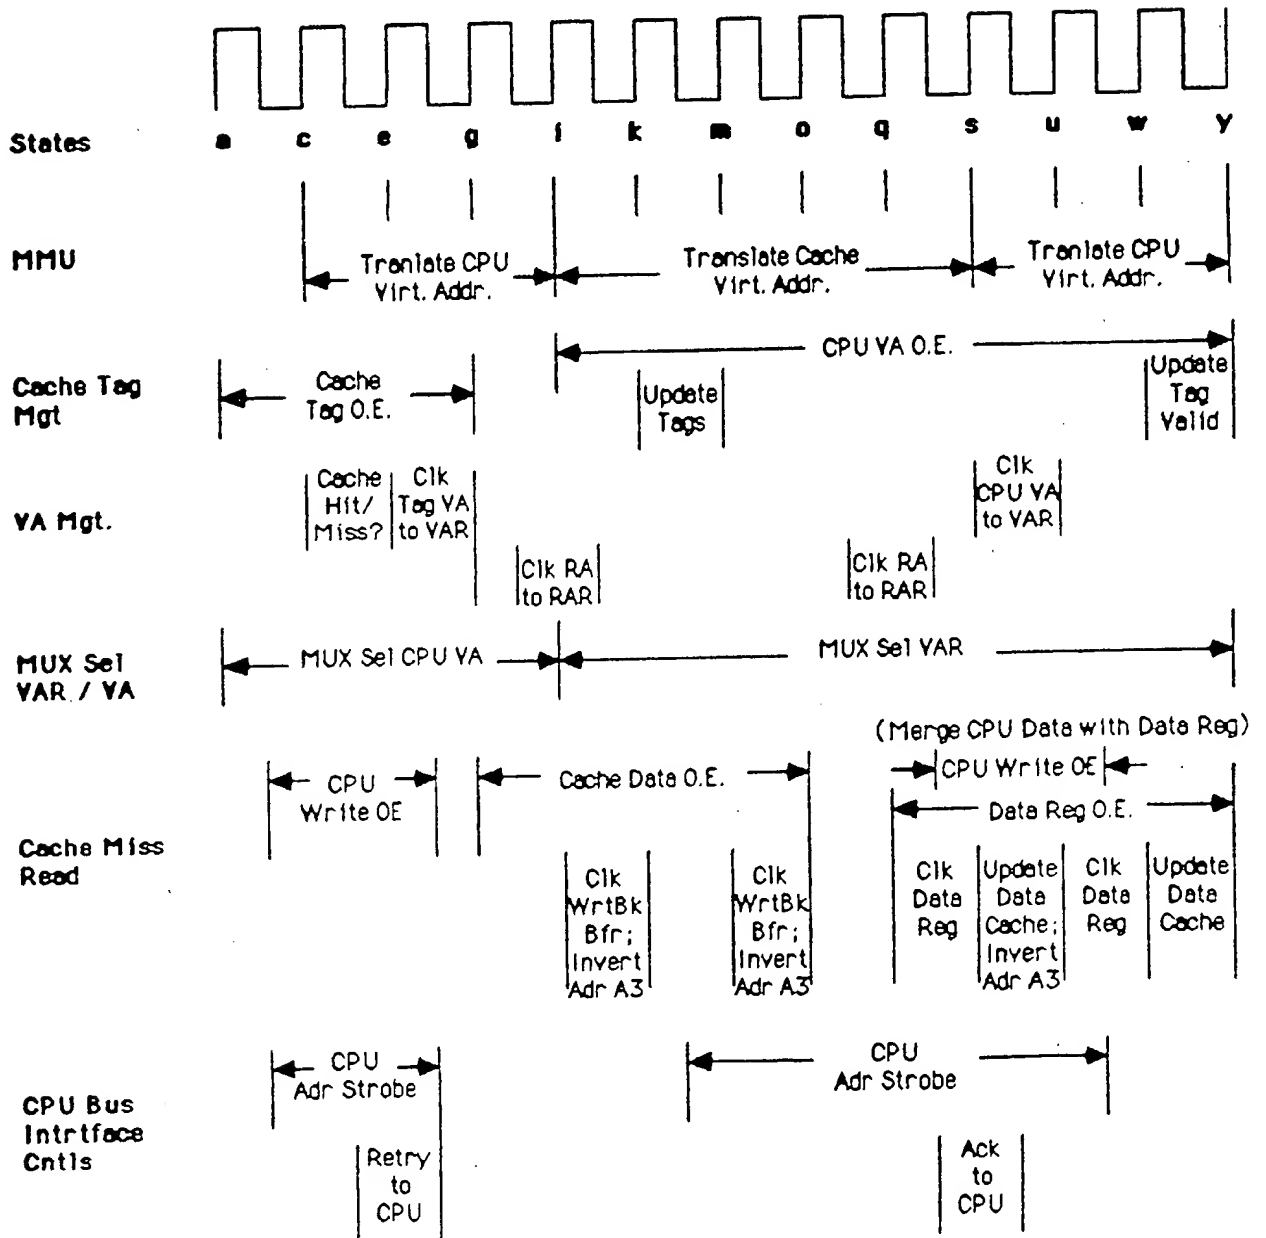 States a c e g i k m o q s u w y
MMU
Tranlate CPU
Virt. Addr.
Translate Cache
Virt. Addr.
Tranlate CPU
Virt. Addr.
CPU VA O.E.
Cache Tag
Mgt
Cache
Tag O.E.
Update
Tags
Update
Tag
Valid
VA Mgt.
Cache
Hit/
Miss?
Clk
Tag VA
to VAR
Clk
CPU VA
to VAR
Clk RA
to RAR
Clk RA
to RAR
MUX Sel
VAR / VA
MUX Sel CPU VA
MUX Sel VAR
(Merge CPU Data with Data Reg)
CPU
Write OE
Cache Data O.E.
CPU Write OE
Data Reg O.E.
Cache Miss
Read
Clk
WrtBk
Bfr;
Invert
Adr A3
Clk
WrtBk
Bfr;
Invert
Adr A3
Clk
Data
Reg
Update
Data
Cache;
Invert
Adr A3
Clk
Data
Reg
Update
Data
Cache
CPU Bus
Intrtface
Cntls
CPU
Adr Strobe
CPU
Adr Strobe
Retry
to
CPU
Ack
to
CPU